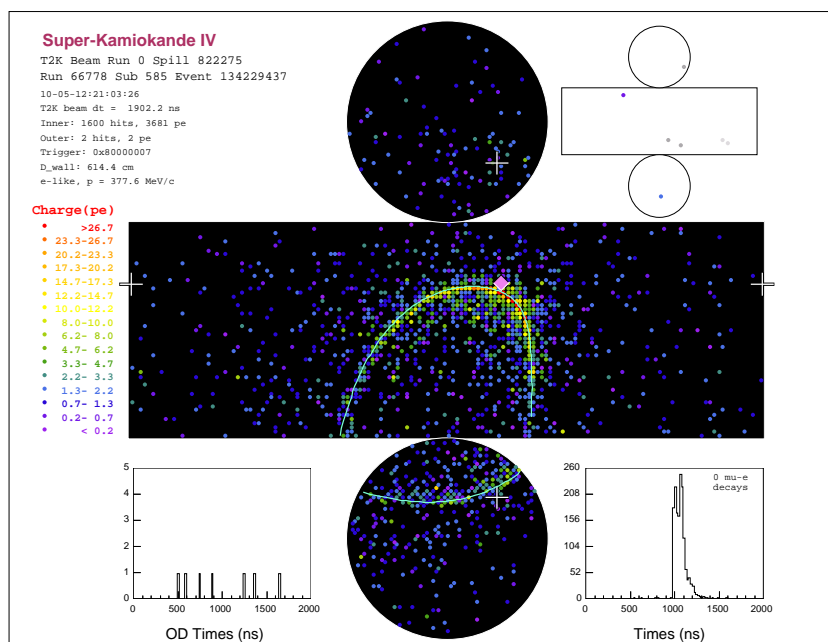 Super-Kamiokande IV
T2K Beam Run 0 Spill 822275
Run 66778 Sub 585 Event 134229437
10-05-12:21:03:26
T2K beam dt = 1902.2 ns
Inner: 1600 hits, 3681 pe
Outer: 2 hits, 2 pe
Trigger: 0x80000007
D_wall: 614.4 cm
e-like, p = 377.6 MeV/c
Charge(pe)
>26.7
23.3-26.7
20.2-23.3
17.3-20.2
14.7-17.3
12.2-14.7
10.0-12.2
8.0-10.0
6.2- 8.0
4.7- 6.2
3.3- 4.7
2.2- 3.3
1.3- 2.2
0.7- 1.3
0.2- 0.7
< 0.2
5
4
3
2
1
0
0 500 1000 1500 2000
OD Times (ns)
260
208
156
104
52
0
0 mu-e
decays
0 500 1000 1500 2000
Times (ns)